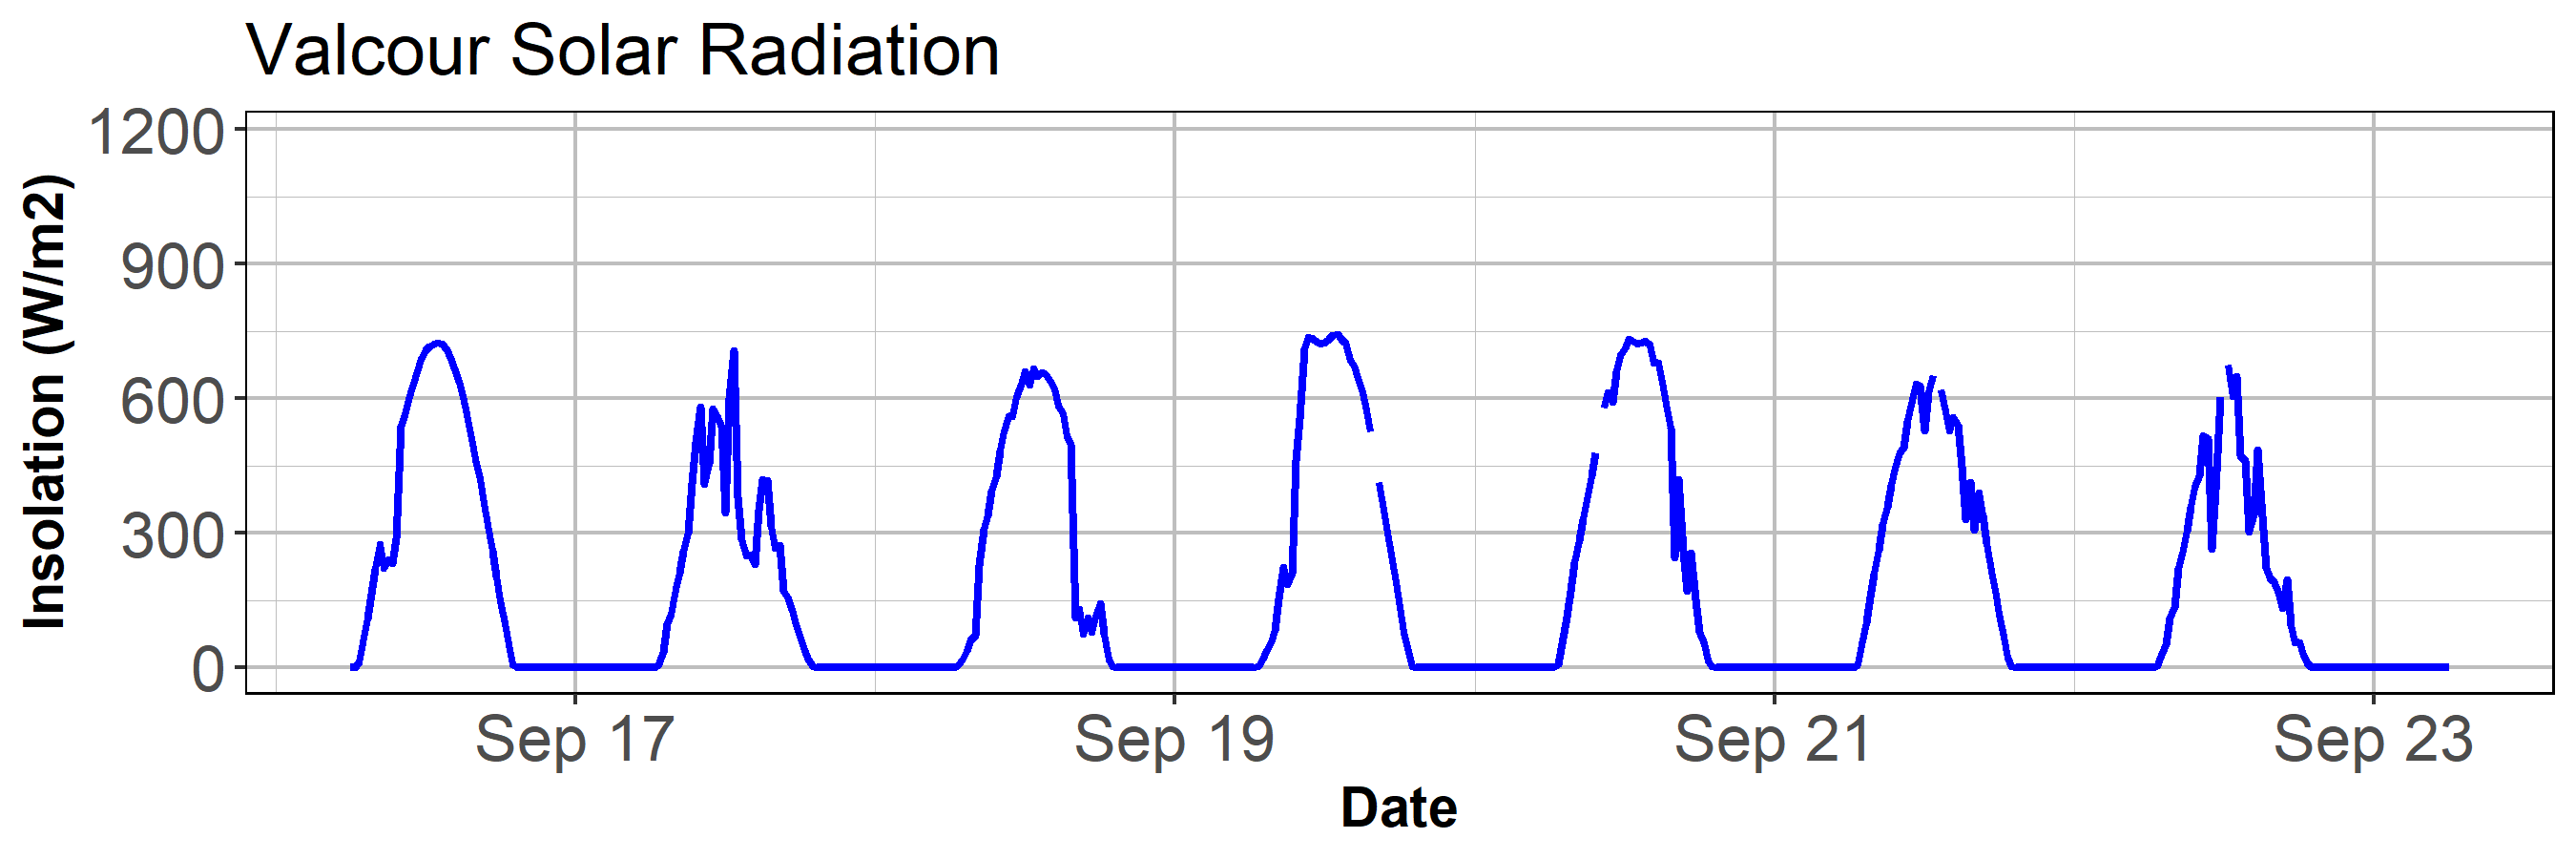 Valcour Solar Radiation
1200
900
600
300
0
Insolation (W/m2)
Sep 17
Sep 19
Sep 21
Sep 23
Date